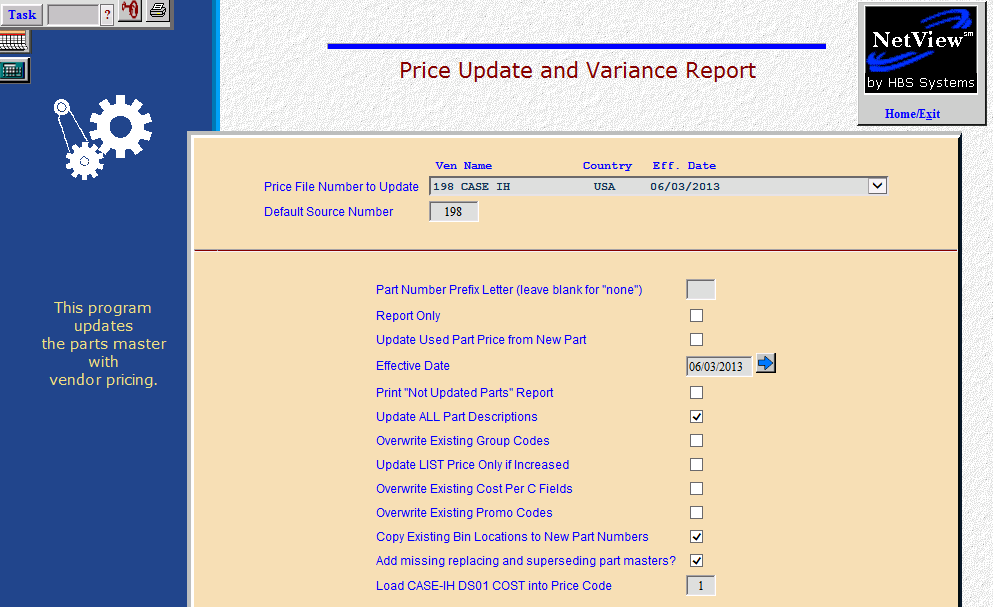 Task ?
NetView sm
by HBS Systems
Home/Exit
Price Update and Variance Report
Ven Name Country Eff. Date
Price File Number to Update 198 CASE IH USA 06/03/2013
Default Source Number 198
This program
updates
the parts master
with
vendor pricing.
Part Number Prefix Letter (leave blank for "none")
Report Only
Update Used Part Price from New Part
Effective Date 06/03/2013
Print "Not Updated Parts" Report
Update ALL Part Descriptions
Overwrite Existing Group Codes
Update LIST Price Only if Increased
Overwrite Existing Cost Per C Fields
Overwrite Existing Promo Codes
Copy Existing Bin Locations to New Part Numbers
Add missing replacing and superseding part masters?
Load CASE-IH DS01 COST into Price Code 1